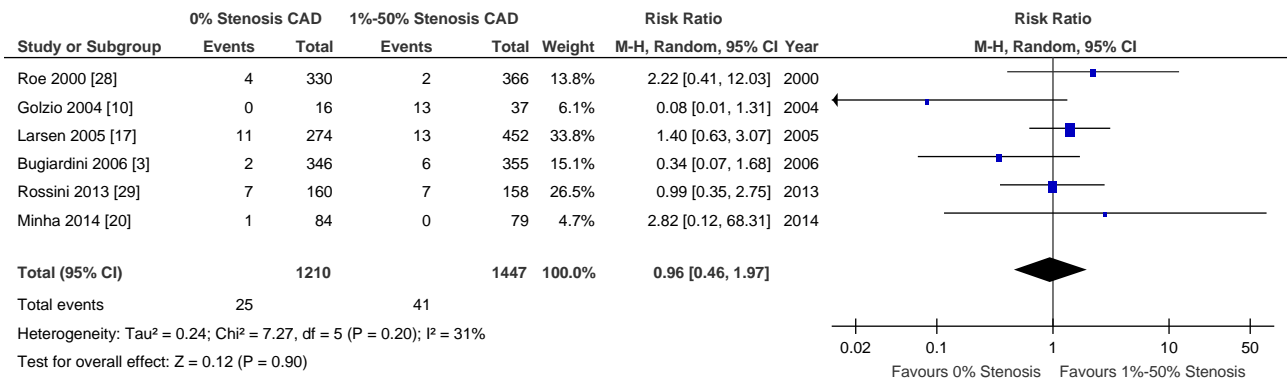 0% Stenosis CAD 1%-50% Stenosis CAD Risk Ratio Risk Ratio
Study or Subgroup Events Total Events Total Weight M-H, Random, 95% CI Year M-H, Random, 95% CI
Roe 2000 [28] 4 330 2 366 13.8% 2.22 [0.41, 12.03] 2000
Golzio 2004 [10] 0 16 13 37 6.1% 0.08 [0.01, 1.31] 2004
Larsen 2005 [17] 11 274 13 452 33.8% 1.40 [0.63, 3.07] 2005
Bugiardini 2006 [3] 2 346 6 355 15.1% 0.34 [0.07, 1.68] 2006
Rossini 2013 [29] 7 160 7 158 26.5% 0.99 [0.35, 2.75] 2013
Minha 2014 [20] 1 84 0 79 4.7% 2.82 [0.12, 68.31] 2014
Total (95% CI) 1210 1447 100.0% 0.96 [0.46, 1.97]
Total events 25 41
Heterogeneity: Tau² = 0.24; Chi² = 7.27, df = 5 (P = 0.20); I² = 31%
Test for overall effect: Z = 0.12 (P = 0.90)
0.02 0.1 1 10 50
Favours 0% Stenosis Favours 1%-50% Stenosis